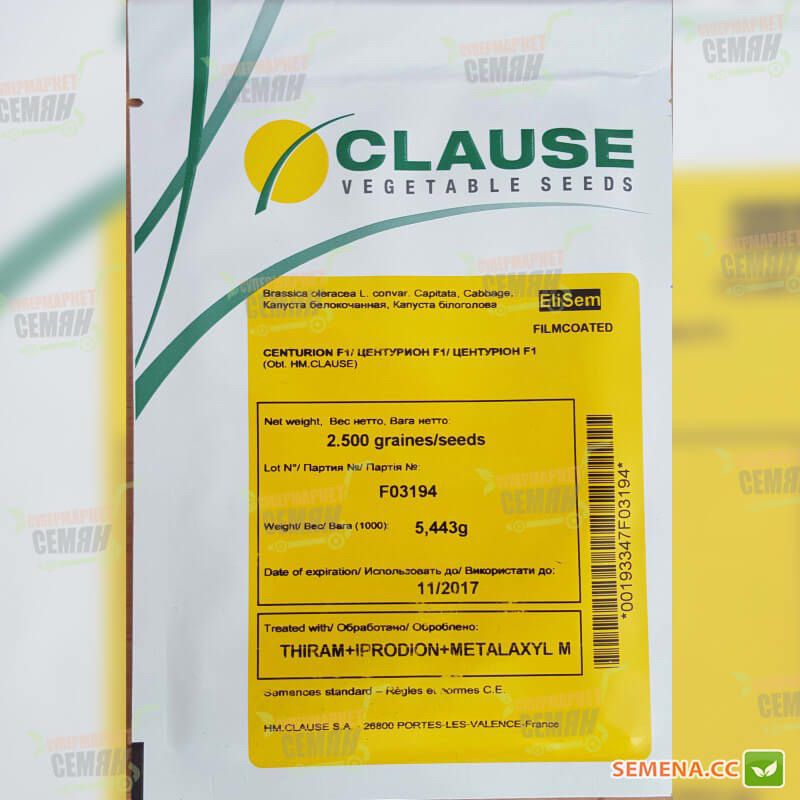 CLAUSE
VEGETABLE SEEDS
Brassica oleracea L. convar. Capitata, Cabbage,
Капуста белокочанная, Капуста білоголова
EliSem
FILMCOATED
CENTURION F1/ ЦЕНТУРИОН F1/ ЦЕНТУРІОН F1
(Obt. HM.CLAUSE)
Net weight, Вес нетто, Вага нетто:
2.500 graines/seeds
Lot N°/ Партия №/ Партія №:
F03194
Weight/ Вес/ Вага (1000): 5,443g
Date of expiration/ Использовать до/ Використати до:
11/2017
*00193347F03194*
Treated with/ Обработано/ Оброблено:
THIRAM+IPRODION+METALAXYL M
Semences standard – Règles et normes C.E.
HM.CLAUSE S.A. - 26800 PORTES-LES-VALENCE-France
СУПЕРМАРКЕТ
СЕМЯН
SEMENA.CC